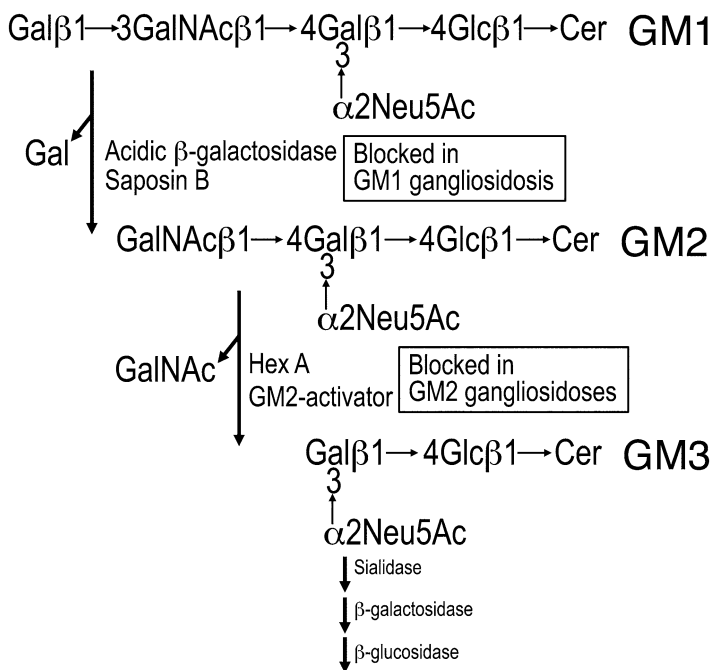 Galβ1→3GalNAcβ1→4Galβ1→4Glcβ1→Cer GM1
3
↑
α2Neu5Ac
Gal
Acidic β-galactosidase
Saposin B
Blocked in
GM1 gangliosidosis
GalNAcβ1→4Galβ1→4Glcβ1→Cer GM2
3
↑
α2Neu5Ac
GalNAc
Hex A
GM2-activator
Blocked in
GM2 gangliosidoses
Galβ1→4Glcβ1→Cer GM3
3
↑
α2Neu5Ac
Sialidase
β-galactosidase
β-glucosidase